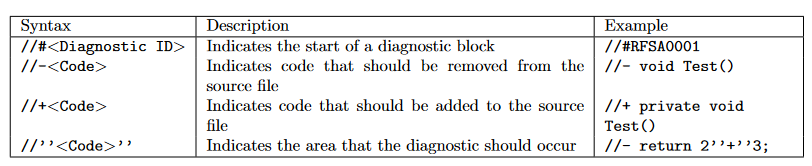 Syntax Description Example
//#<Diagnostic ID> Indicates the start of a diagnostic block //#RFSA0001
//-<Code> Indicates code that should be removed from the //- void Test()
source file
//+<Code> Indicates code that should be added to the source //+ private void
file Test()
//’’<Code>’’ Indicates the area that the diagnostic should occur //- return 2’’+’’3;